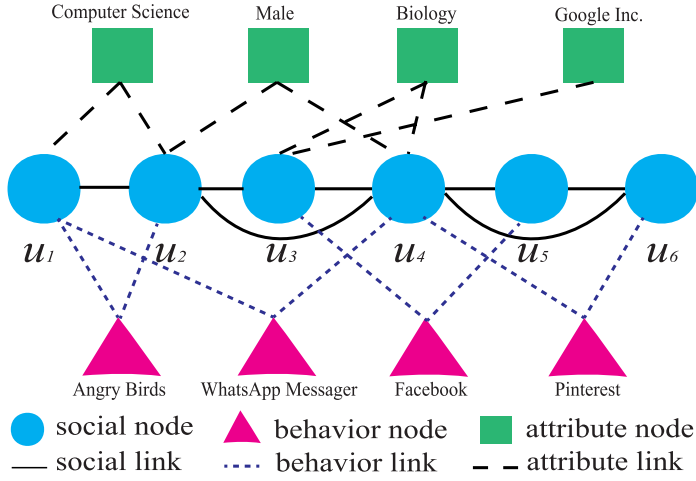 Computer Science Male Biology Google Inc.
u1 u2 u3 u4 u5 u6
Angry Birds WhatsApp Messager Facebook Pinterest
social node behavior node attribute node
social link behavior link attribute link